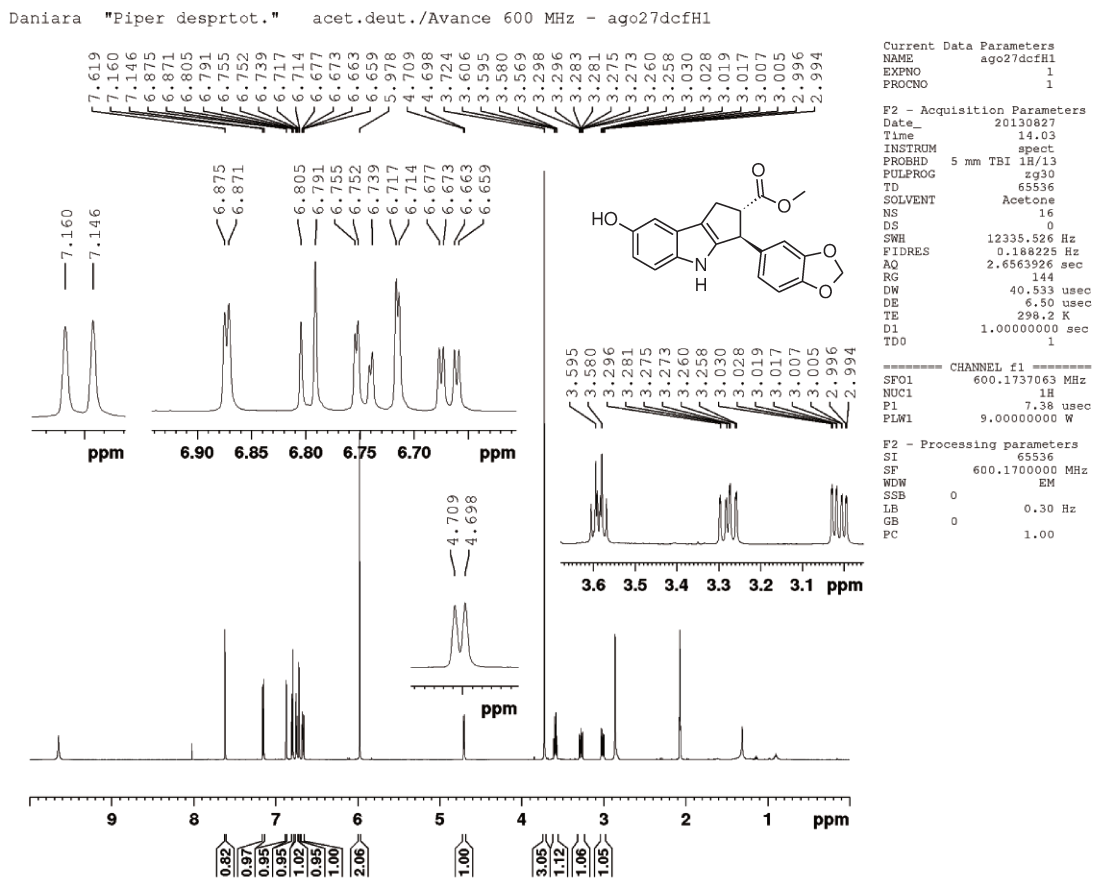 Daniara "Piper desprtot." acet.deut./Avance 600 MHz - ago27dcfH1
7.619
7.160
7.146
6.875
6.871
6.805
6.791
6.755
6.752
6.739
6.717
6.714
6.677
6.673
6.663
6.659
5.978
4.709
4.698
3.724
3.606
3.595
3.580
3.569
3.298
3.296
3.283
3.281
3.275
3.273
3.260
3.258
3.030
3.028
3.019
3.017
3.007
3.005
2.996
2.994
7.160
7.146
ppm
6.875
6.871
6.805
6.791
6.755
6.752
6.739
6.717
6.714
6.677
6.673
6.663
6.659
6.90 6.85 6.80 6.75 6.70 ppm
HO
N
H
O
O
O
O
3.595
3.580
3.296
3.281
3.275
3.273
3.260
3.258
3.030
3.028
3.019
3.017
3.007
3.005
2.996
2.994
3.6 3.5 3.4 3.3 3.2 3.1 ppm
4.709
4.698
ppm
9 8 7 6 5 4 3 2 1 ppm
0.82
0.97
0.95
0.95
1.02
0.95
1.00
2.06
1.00
3.05
1.12
1.06
1.05
Current Data Parameters
NAME ago27dcfH1
EXPNO 1
PROCNO 1
F2 - Acquisition Parameters
Date_ 20130827
Time 14.03
INSTRUM spect
PROBHD 5 mm TBI 1H/13
PULPROG zg30
TD 65536
SOLVENT Acetone
NS 16
DS 0
SWH 12335.526 Hz
FIDRES 0.188225 Hz
AQ 2.6563926 sec
RG 144
DW 40.533 usec
DE 6.50 usec
TE 298.2 K
D1 1.00000000 sec
TD0 1
======== CHANNEL f1 ========
SFO1 600.1737063 MHz
NUC1 1H
P1 7.38 usec
PLW1 9.00000000 W
F2 - Processing parameters
SI 65536
SF 600.1700000 MHz
WDW EM
SSB 0
LB 0.30 Hz
GB 0
PC 1.00